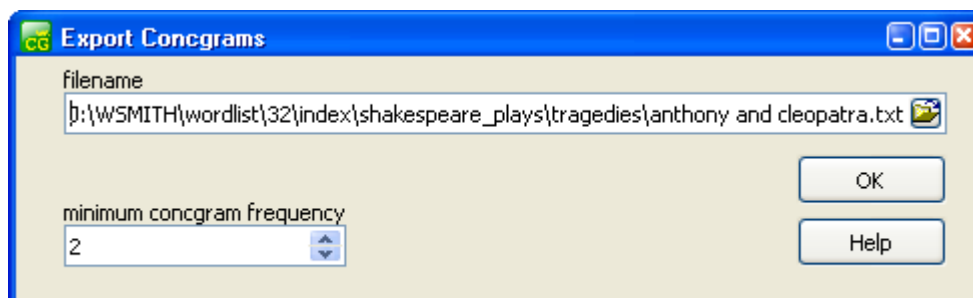 CG Export Concgrams
filename
:\WSMITH\wordlist\32\index\shakespeare_plays\tragedies\anthony and cleopatra.txt
OK
minimum concgram frequency
2
Help